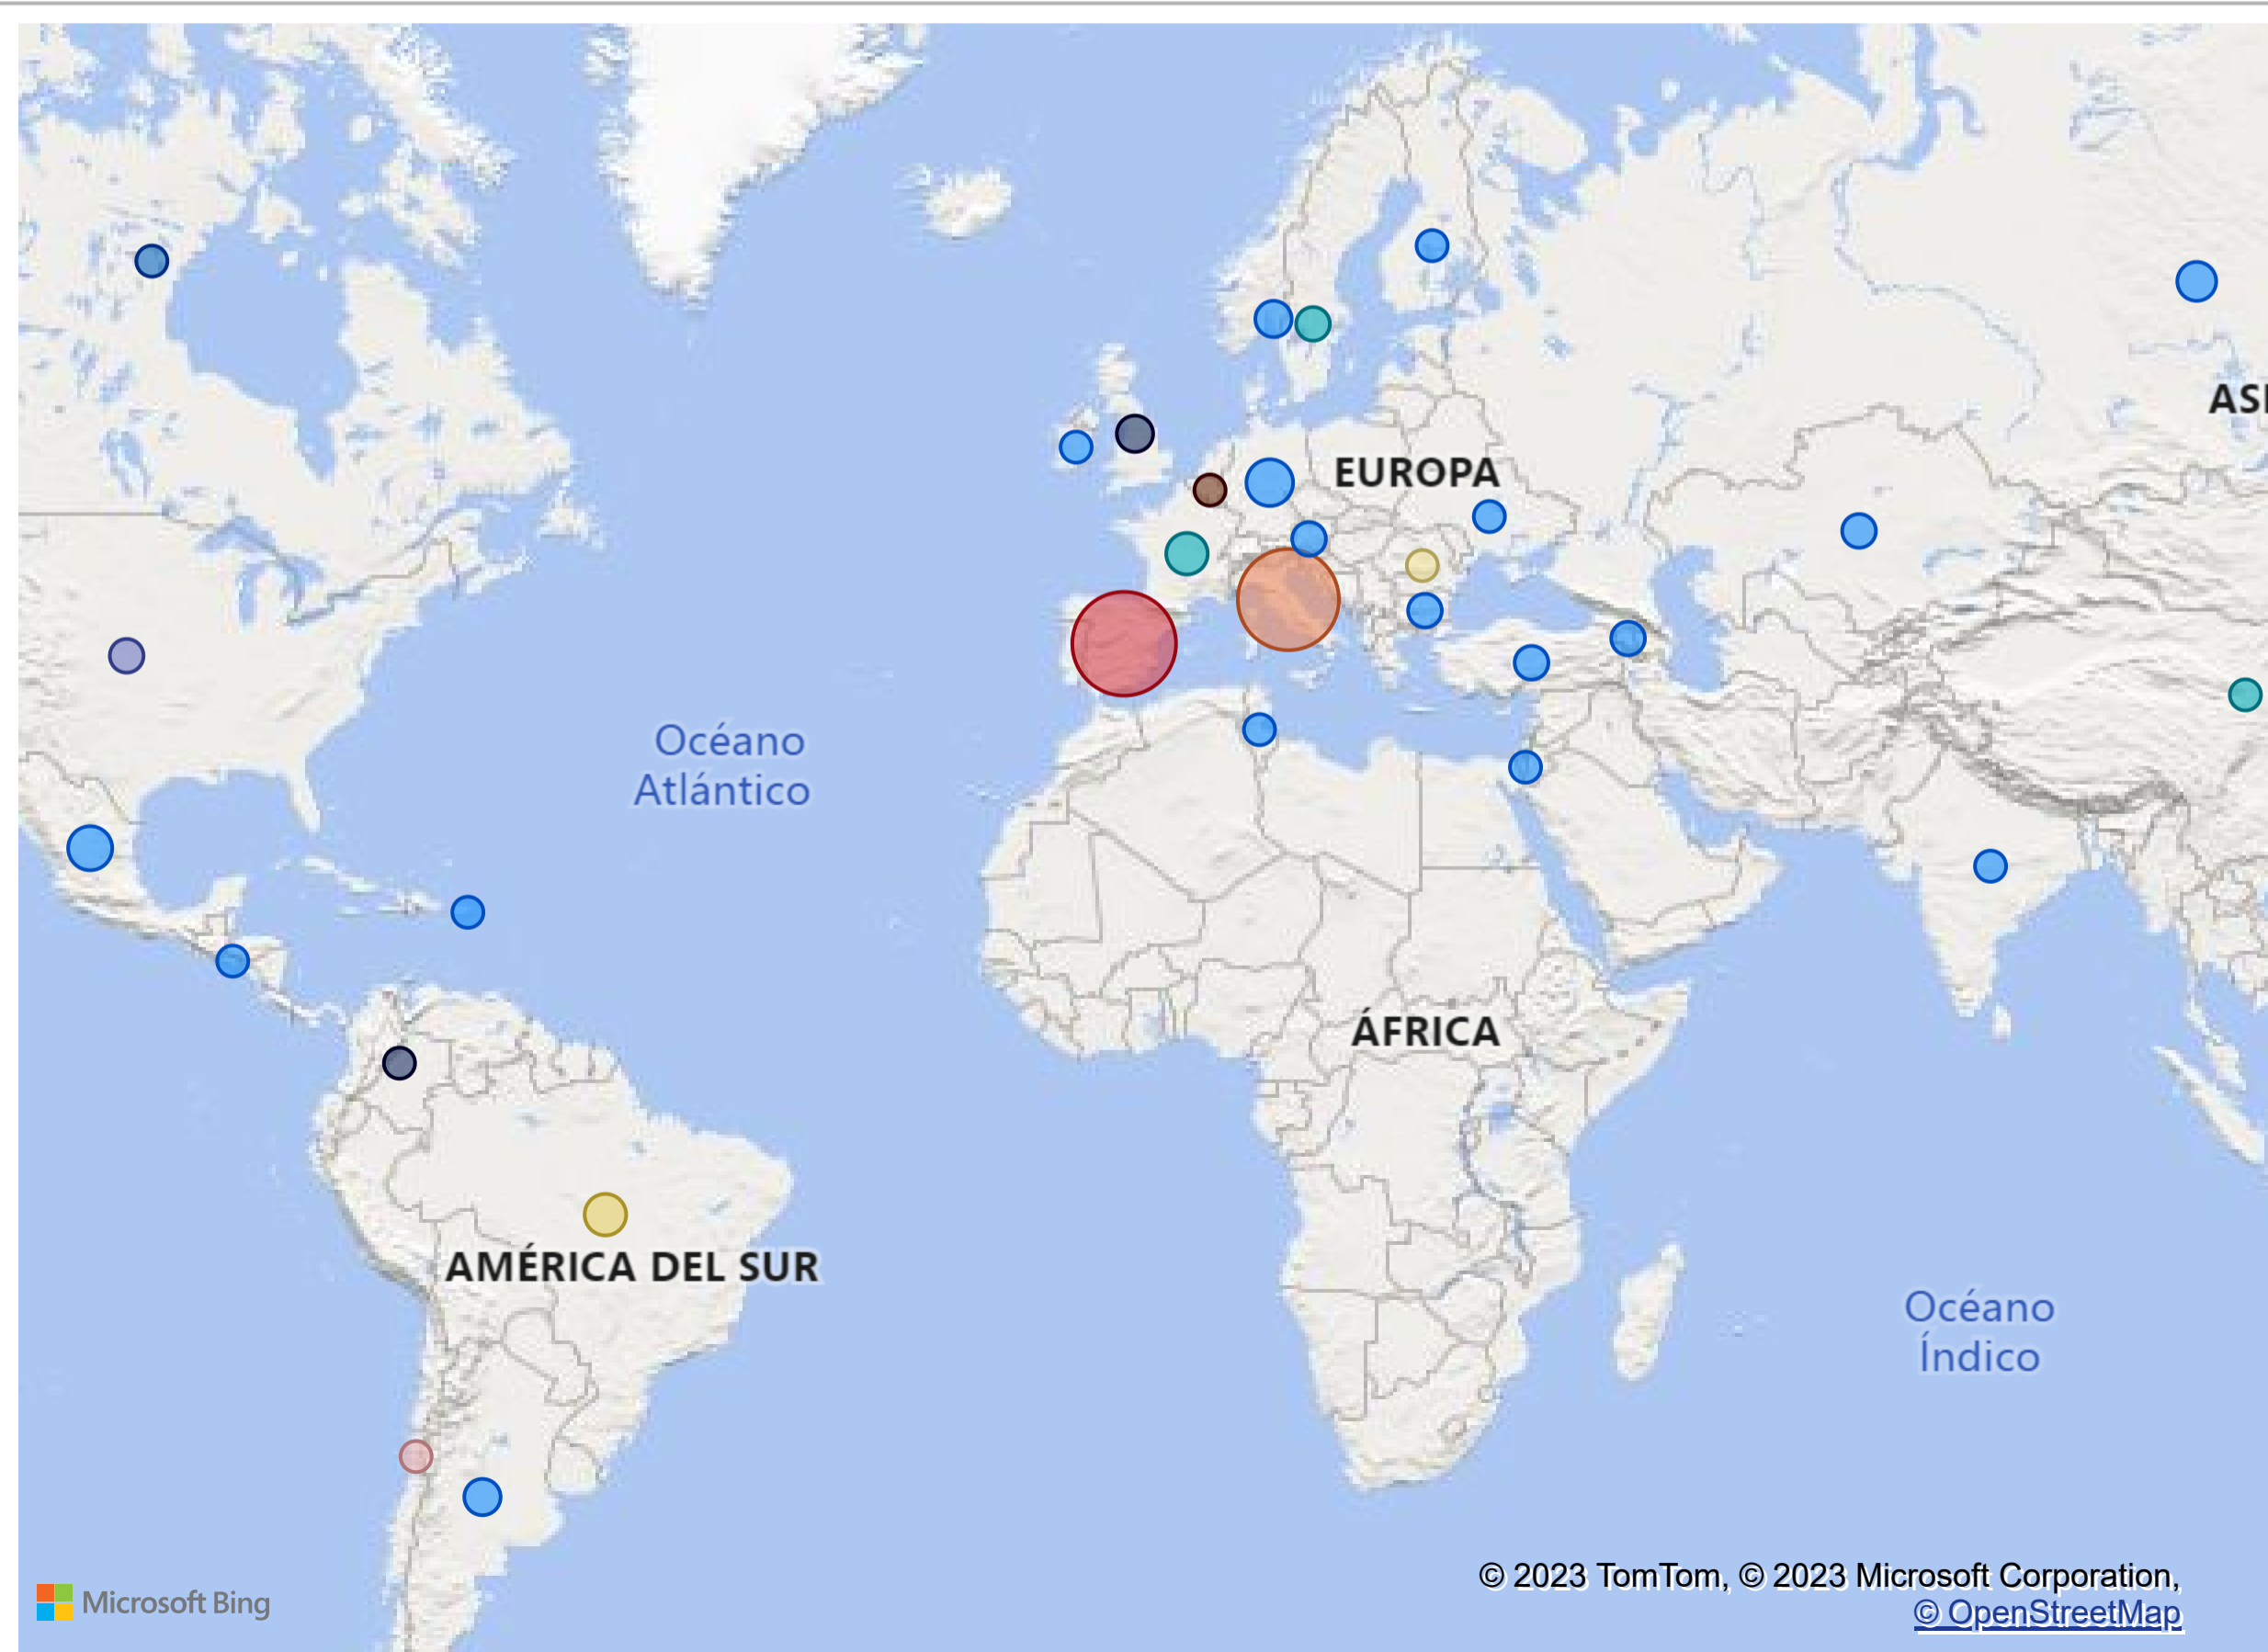 ASI
EUROPA
Océano
Atlántico
ÁFRICA
AMÉRICA DEL SUR
Océano
Índico
Microsoft Bing
© 2023 TomTom, © 2023 Microsoft Corporation,
© OpenStreetMap